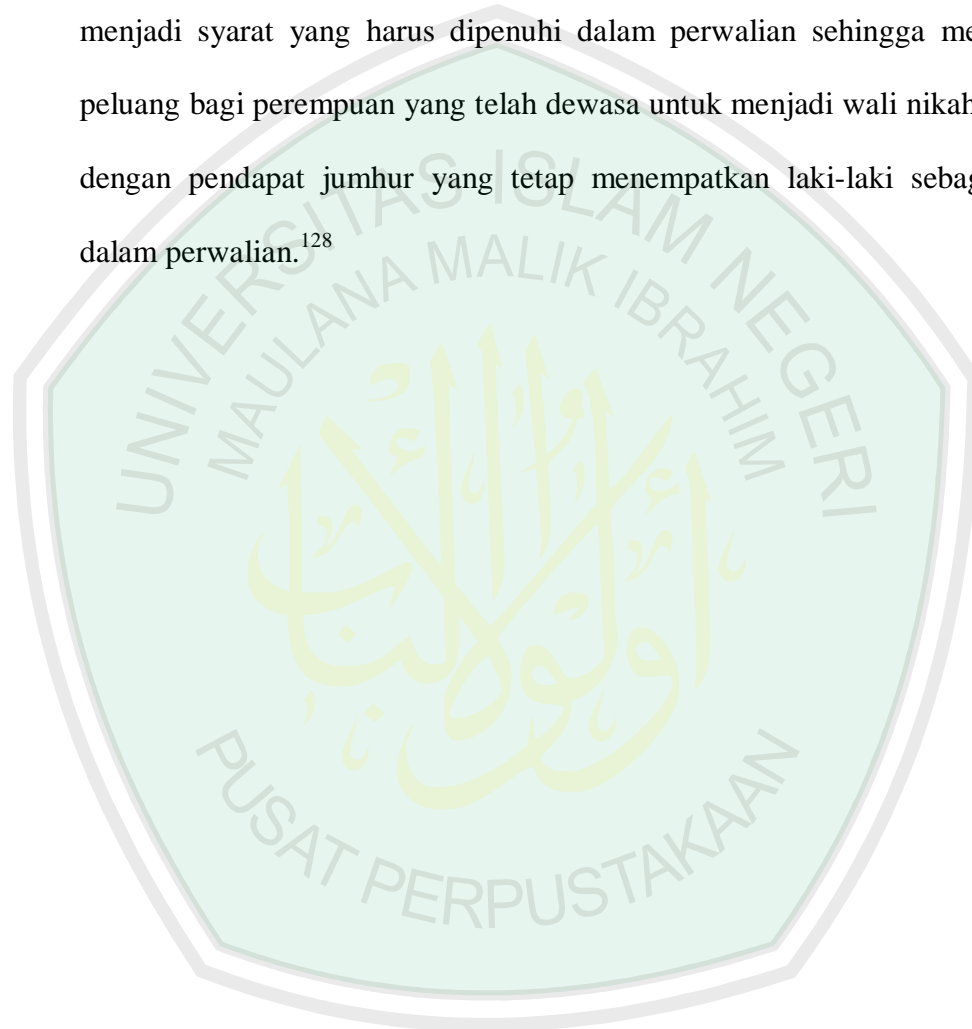 menjadi syarat yang harus dipenuhi dalam perwalian sehingga me
peluang bagi perempuan yang telah dewasa untuk menjadi wali nikah
dengan pendapat jumhur yang tetap menempatkan laki-laki sebag
dalam perwalian.128
UNIVERSITAS ISLAM NEGERI
MAULANA MALIK IBRAHIM
PUSAT PERPUSTAKAAN